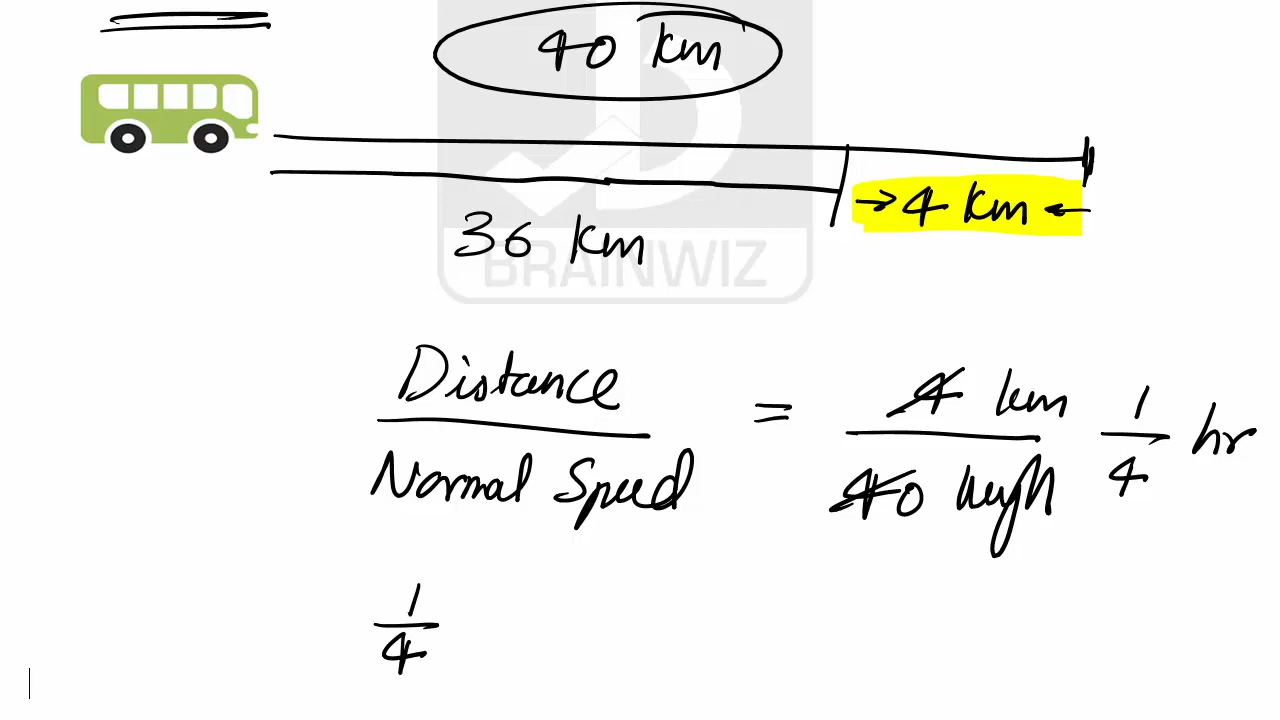 40 km
→ 4 km ←
36 km
BRAINWIZ
Distance / Normal Speed = 4 km / 40 kmph 1/4 hr
1/4